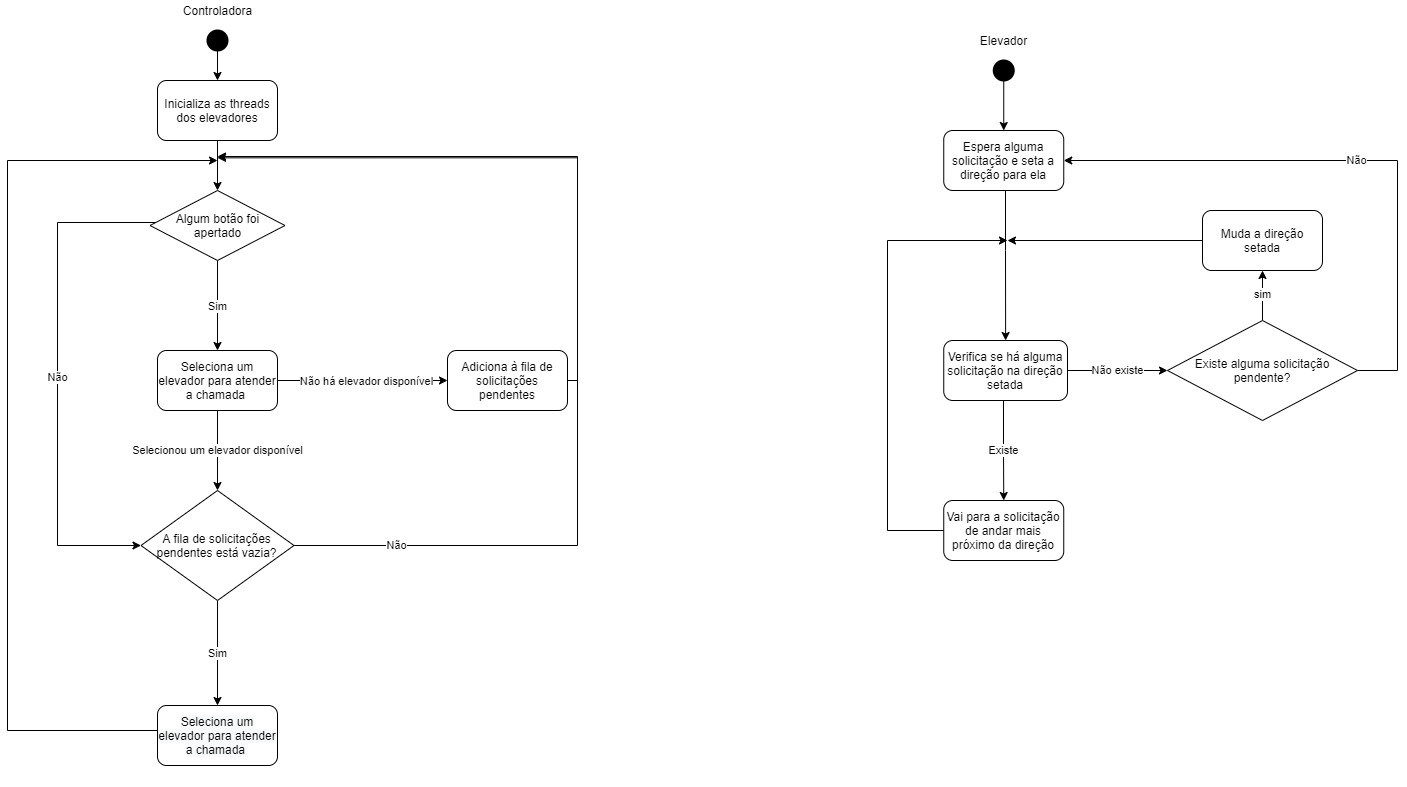 Controladora
Inicializa as threads
dos elevadores
Algum botão foi
apertado
Sim
Não
Seleciona um
elevador para atender
a chamada
Não há elevador disponível
Adiciona à fila de
solicitações
pendentes
Selecionou um elevador disponível
A fila de solicitações
pendentes está vazia?
Não
Sim
Seleciona um
elevador para atender
a chamada
Elevador
Espera alguma
solicitação e seta a
direção para ela
Não
Muda a direção
setada
sim
Verifica se há alguma
solicitação na direção
setada
Não existe
Existe alguma solicitação
pendente?
Existe
Vai para a solicitação
de andar mais
próximo da direção